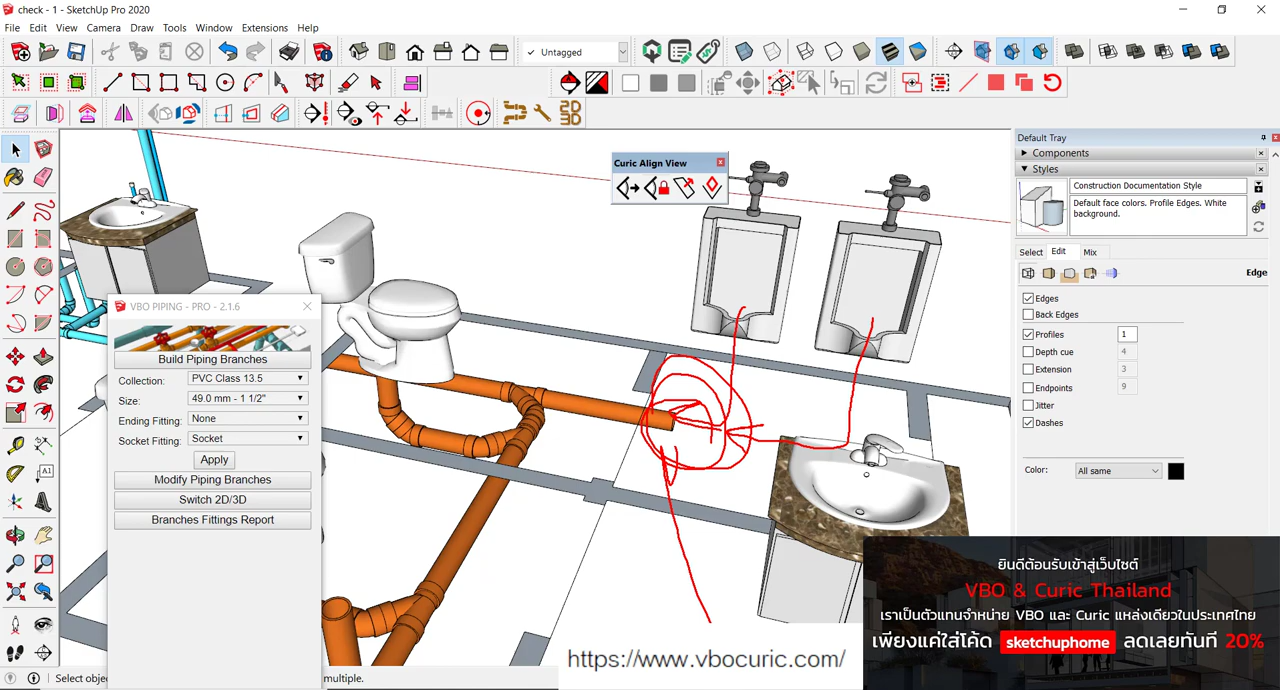 check - 1 - SketchUp Pro 2020
File Edit View Camera Draw Tools Window Extensions Help
✓ Untagged
2D
3D
Default Tray
Components
Styles
Curic Align View
Construction Documentation Style
Default face colors. Profile Edges. White
background.
Select Edit Mix
Edge
Edges
Back Edges
Profiles 1
Depth cue 4
Extension 3
Endpoints 9
Jitter
Dashes
Color: All same
A1
VBO PIPING - PRO - 2.1.6
Build Piping Branches
Collection: PVC Class 13.5
Size: 49.0 mm - 1 1/2"
Ending Fitting: None
Socket Fitting: Socket
Apply
Modify Piping Branches
Switch 2D/3D
Branches Fittings Report
ยินดีต้อนรับเข้าสู่เว็บไซต์
VBO & Curic Thailand
เราเป็นตัวแทนจำหน่าย VBO และ Curic แหล่งเดียวในประเทศไทย
เพียงแค่ใส่โค้ด sketchuphome ลดเลยทันที 20%
https://www.vbocuric.com/
Select objec
multiple.